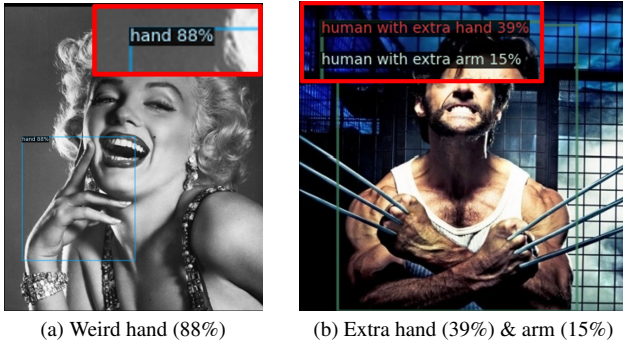 hand 88%
hand 88%
human with extra hand 39%
human with extra arm 15%
(a) Weird hand (88%)
(b) Extra hand (39%) & arm (15%)